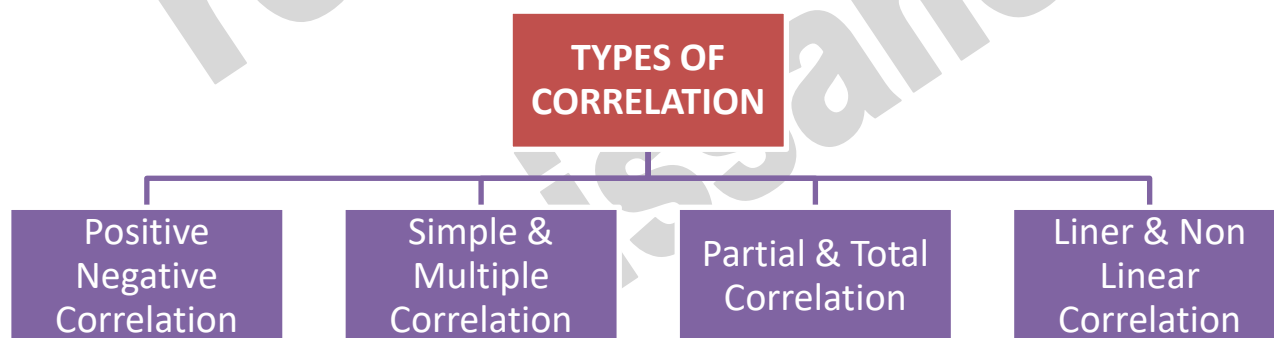 TYPES OF
CORRELATION
Positive
Negative
Correlation
Simple &
Multiple
Correlation
Partial & Total
Correlation
Liner & Non
Linear
Correlation